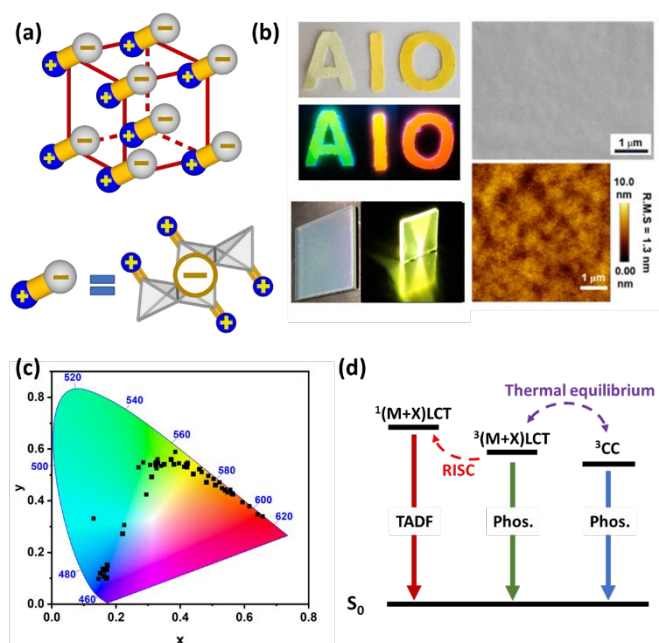 (a)
(b)
AIO
AIO
1 µm
10.0
nm
R.M.S = 1.3 nm
0.00
nm
1 µm
(c)
520
540
560
500
580
600
620
480
460
0.8
0.6
0.4
0.2
0.0
y
0.0 0.2 0.4 0.6 0.8
x
(d)
Thermal equilibrium
¹(M+X)LCT
³(M+X)LCT
³CC
RISC
TADF
Phos.
Phos.
S₀